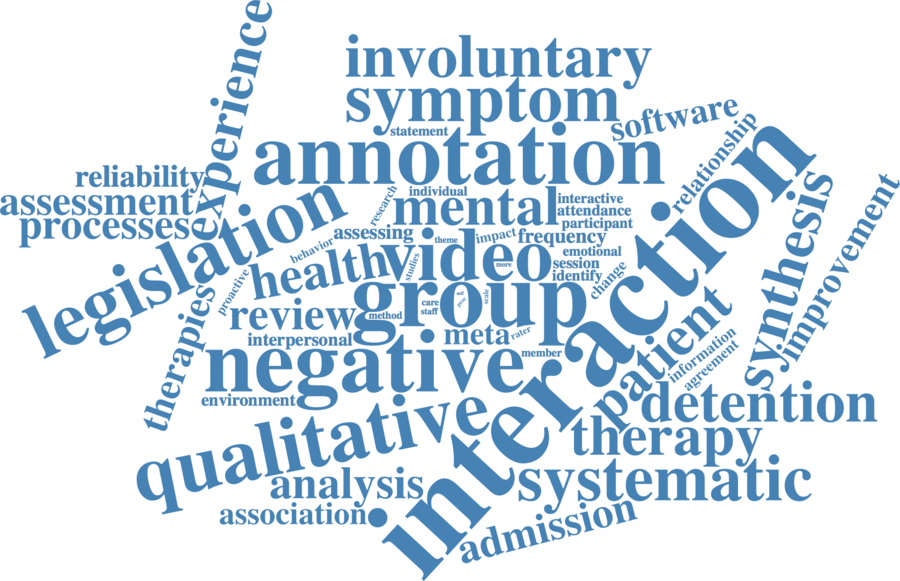 experience
involuntary
symptom
statement
software
annotation
relationship
reliability
assessment
processes
legislation
research
individual
mental
interactive
attendance
participant
assessing
theme
impact
frequency
behavior
emotional
health
video
studies
more
session
identify
change
proactive
therapies
group
care
staff
self
scale
method
review
meta
rater
interpersonal
negative
member
environment
interaction
patient
information
agreement
synthesis
improvement
detention
qualitative
therapy
analysis
systematic
association
admission